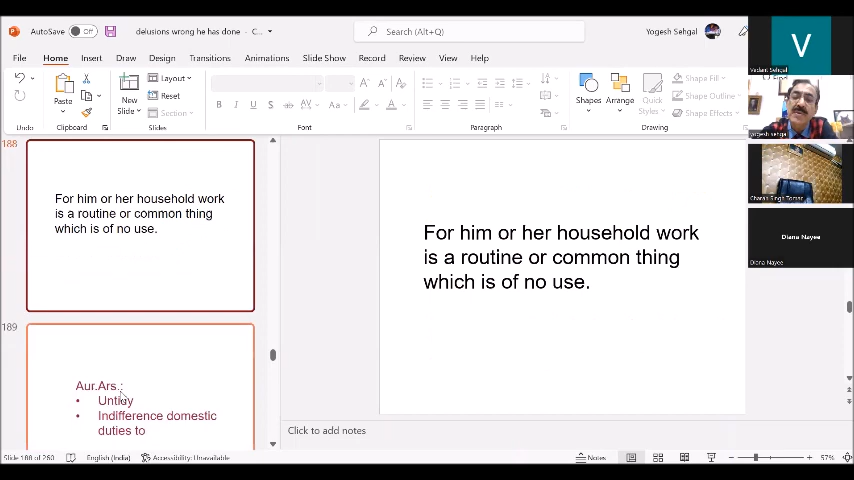 AutoSave
Off
delusions wrong he has done - C...
Search (Alt+Q)
Yogesh Sehgal
File
Home
Insert
Draw
Design
Transitions
Animations
Slide Show
Record
Review
View
Help
Paste
New
Slide
Layout
Reset
Section
B
I
U
S
ab
AV
Aa
Shapes
Arrange
Quick
Styles
Shape Fill
Shape Outline
Shape Effects
Undo
Clipboard
Slides
Font
Paragraph
Drawing
188
For him or her household work
is a routine or common thing
which is of no use.
189
Aur.Ars.:
• Untidy
• Indifference domestic
duties to
For him or her household work
is a routine or common thing
which is of no use.
Click to add notes
Slide 188 of 260
English (India)
Accessibility: Unavailable
Notes
57%
V
Vedant Sehgal
yogesh sehgal
Charan Singh Tomar
Diana Nayee
Diana Nayee